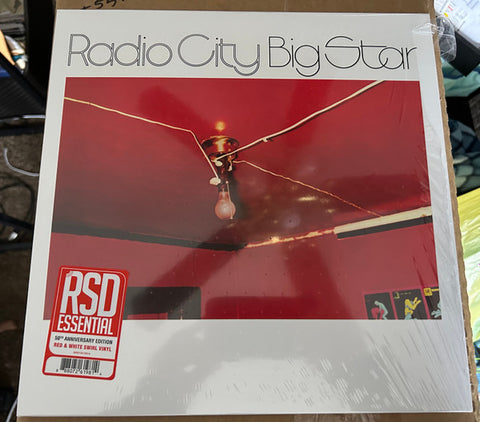 Radio City Big Star
RSD
ESSENTIAL
50TH ANNIVERSARY EDITION
RED & WHITE SWIRL VINYL